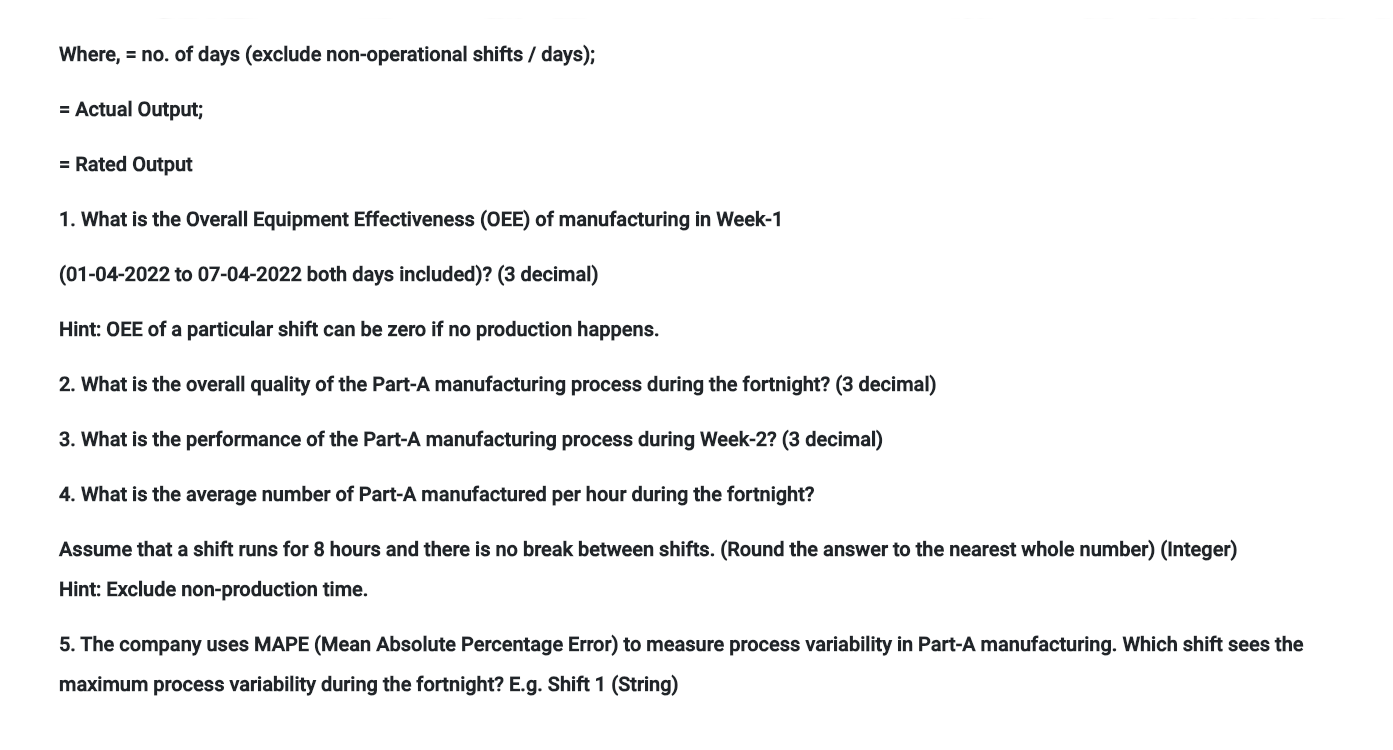 Where, = no. of days (exclude non-operational shifts / days);
= Actual Output;
= Rated Output
1. What is the Overall Equipment Effectiveness (OEE) of manufacturing in Week-1
(01-04-2022 to 07-04-2022 both days included)? (3 decimal)
Hint: OEE of a particular shift can be zero if no production happens.
2. What is the overall quality of the Part-A manufacturing process during the fortnight? (3 decimal)
3. What is the performance of the Part-A manufacturing process during Week-2? (3 decimal)
4. What is the average number of Part-A manufactured per hour during the fortnight?
Assume that a shift runs for 8 hours and there is no break between shifts. (Round the answer to the nearest whole number) (Integer)
Hint: Exclude non-production time.
5. The company uses MAPE (Mean Absolute Percentage Error) to measure process variability in Part-A manufacturing. Which shift sees the
maximum process variability during the fortnight? E.g. Shift 1 (String)